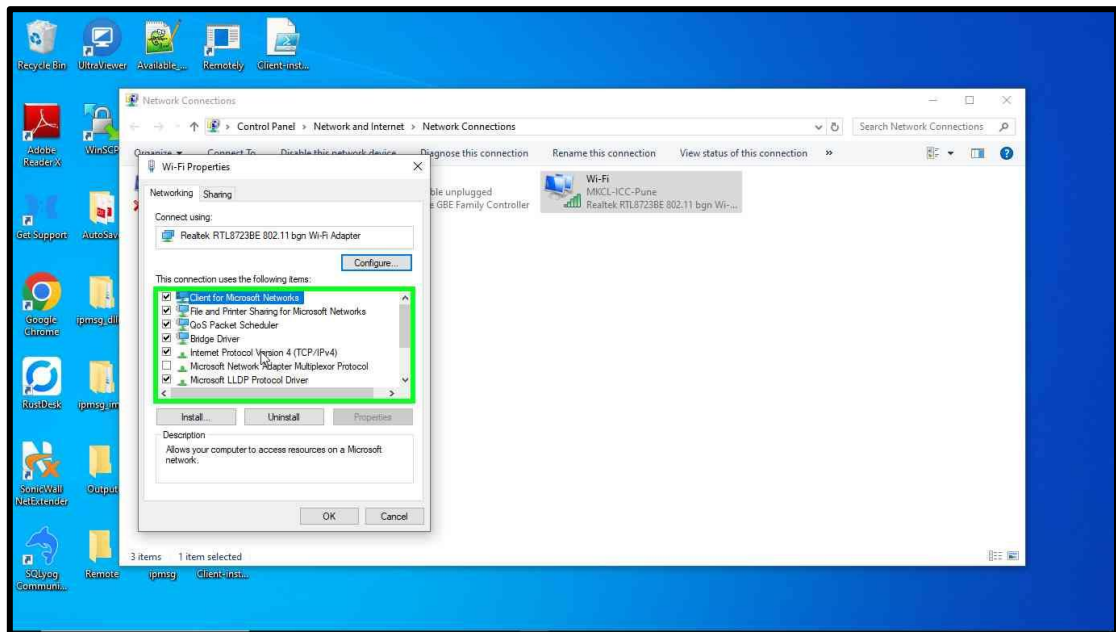 Recycle Bin
UltraViewer
Available_...
Remotely
Client-inst...
Adobe
Reader X
WinSCP
Get Support
AutoSav
Google
Chrome
ipmsg_dll
RustDesk
ipmsg_im
SonicWall
NetExtender
Output
SQLyog
Communi...
Remote
ipmsg
Client-inst...
Network Connections
Control Panel > Network and Internet > Network Connections
Search Network Connections
Organize
Connect To
Disable this network device
Diagnose this connection
Rename this connection
View status of this connection
»
ble unplugged
e GBE Family Controller
Wi-Fi
MKCL-ICC-Pune
Realtek RTL8723BE 802.11 bgn Wi-...
Wi-Fi Properties
Networking
Sharing
Connect using:
Realtek RTL8723BE 802.11 bgn Wi-Fi Adapter
Configure...
This connection uses the following items:
Client for Microsoft Networks
File and Printer Sharing for Microsoft Networks
QoS Packet Scheduler
Bridge Driver
Internet Protocol Version 4 (TCP/IPv4)
Microsoft Network Adapter Multiplexor Protocol
Microsoft LLDP Protocol Driver
Install...
Uninstall
Properties
Description
Allows your computer to access resources on a Microsoft
network.
OK
Cancel
3 items
1 item selected